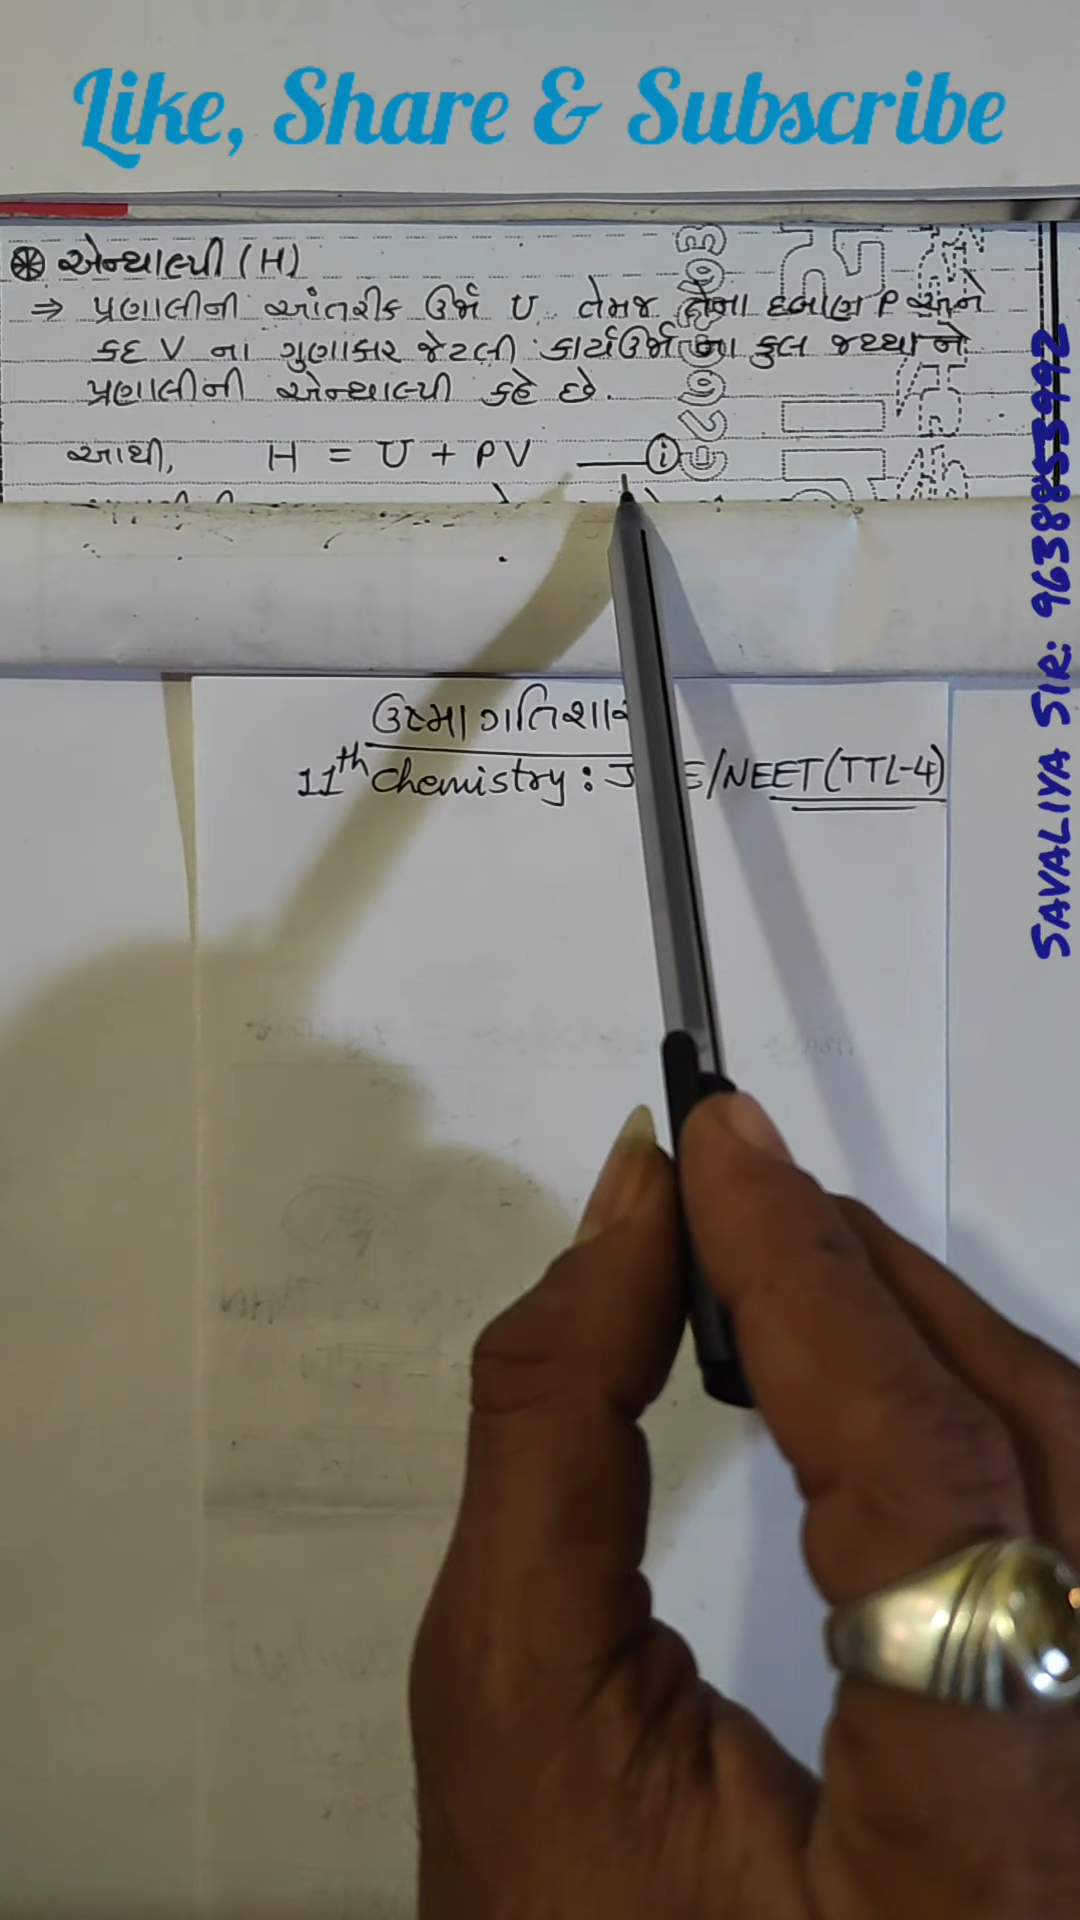 Like, Share & Subscribe
એન્થાલ્પી (H)
⇒ પ્રણાલીની આંતરીક ઉર્જા U તેમજ તેના દબાણ P અને
કદ V ના ગુણાકાર જેટલી કાર્યઉર્જા ના કુલ જથ્થાને
પ્રણાલીની એન્થાલ્પી કહે છે.
આથી, H = U + PV —— (i)
ઉષ્મા ગતિશા
11th Chemistry: J E/NEET (TTL-4)
SAVALIYA SIR: 9638853992